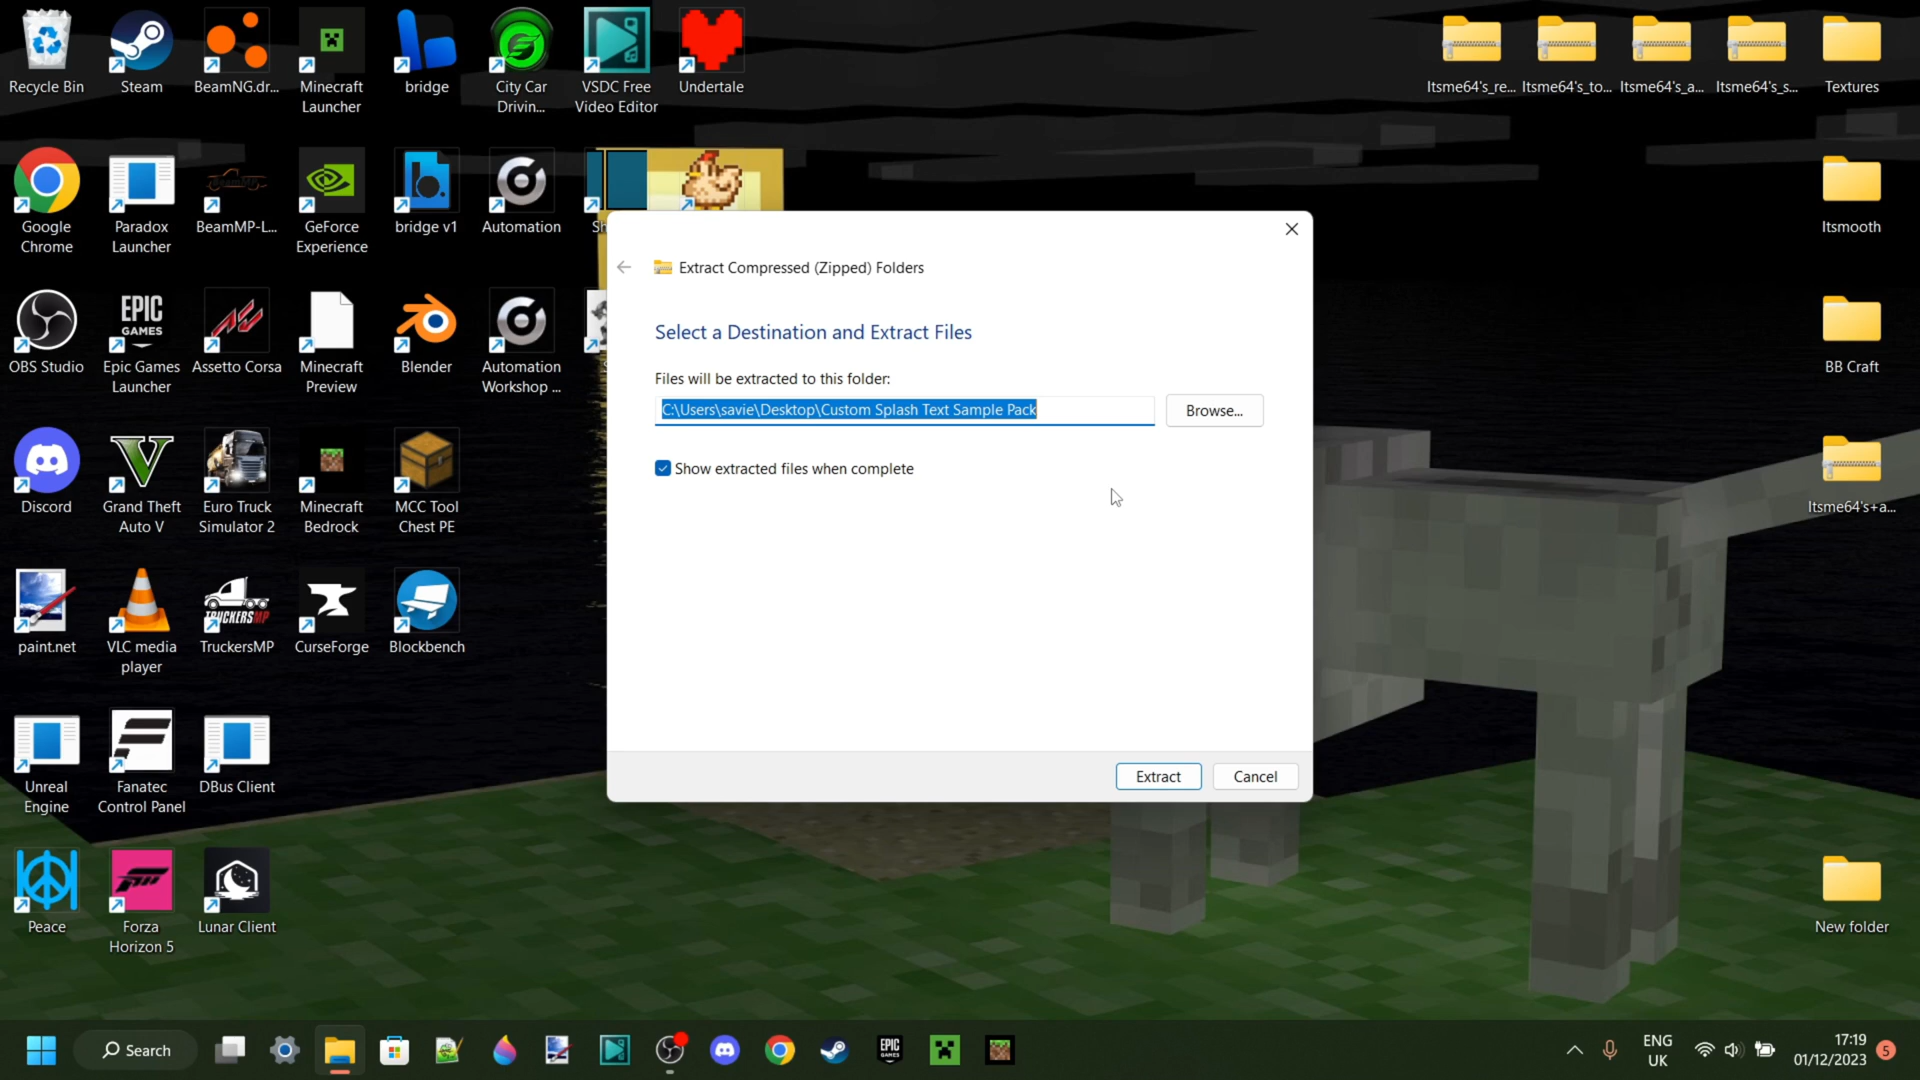 Recycle Bin
Steam
BeamNG.dr...
Minecraft
Launcher
bridge
City Car
Drivin...
VSDC Free
Video Editor
Undertale
Itsme64's_re...
Itsme64's_to...
Itsme64's_a...
Itsme64's_s...
Textures
Google
Chrome
Paradox
Launcher
BeamMP-L...
GeForce
Experience
bridge v1
Automation
Itsmooth
Extract Compressed (Zipped) Folders
Select a Destination and Extract Files
Files will be extracted to this folder:
C:\Users\savie\Desktop\Custom Splash Text Sample Pack
Browse...
Show extracted files when complete
Extract
Cancel
OBS Studio
EPIC
GAMES
Epic Games
Launcher
Assetto Corsa
Minecraft
Preview
Blender
Automation
Workshop ...
BB Craft
Discord
Grand Theft
Auto V
Euro Truck
Simulator 2
Minecraft
Bedrock
MCC Tool
Chest PE
Itsme64's+a...
paint.net
VLC media
player
TRUCKERSMP
TruckersMP
CurseForge
Blockbench
Unreal
Engine
Fanatec
Control Panel
DBus Client
Peace
Forza
Horizon 5
Lunar Client
New folder
Search
EPIC
GAMES
ENG
UK
17:19
01/12/2023
5